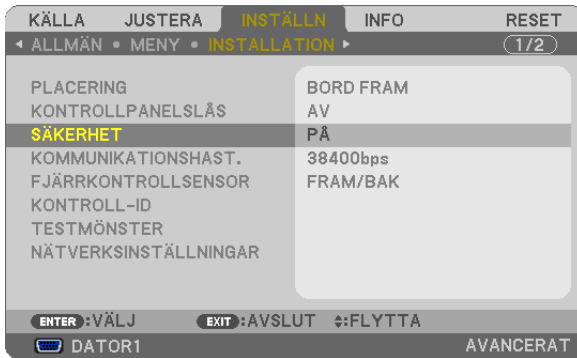 KÄLLA JUSTERA INSTÄLLN INFO RESET
ALLMÄN • MENY • INSTALLATION 1/2
PLACERING BORD FRAM
KONTROLLPANELSLÅS AV
SÄKERHET PÅ
KOMMUNIKATIONSHAST. 38400bps
FJÄRRKONTROLLSENSOR FRAM/BAK
KONTROLL-ID
TESTMÖNSTER
NÄTVERKSINSTÄLLNINGAR
ENTER :VÄLJ EXIT :AVSLUT :FLYTTA
DATOR1 AVANCERAT